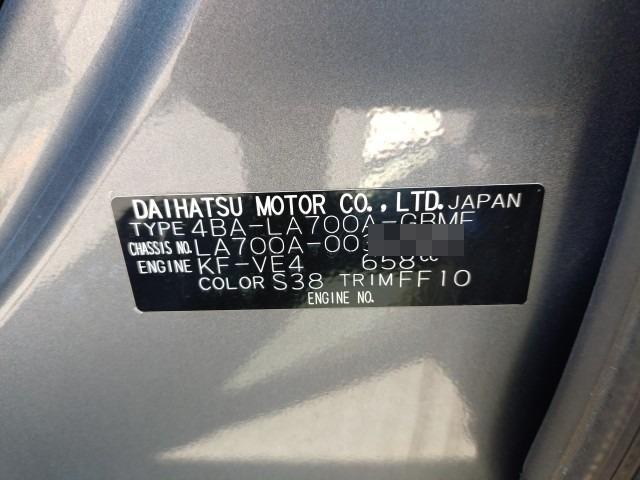 DAIHATSU MOTOR CO., LTD. JAPAN
TYPE 4BA-LA700A-GBMF
CHASSIS NO. LA700A-003
ENGINE KF-VE4 658cc
COLOR S38 TRIM FF10
ENGINE NO.